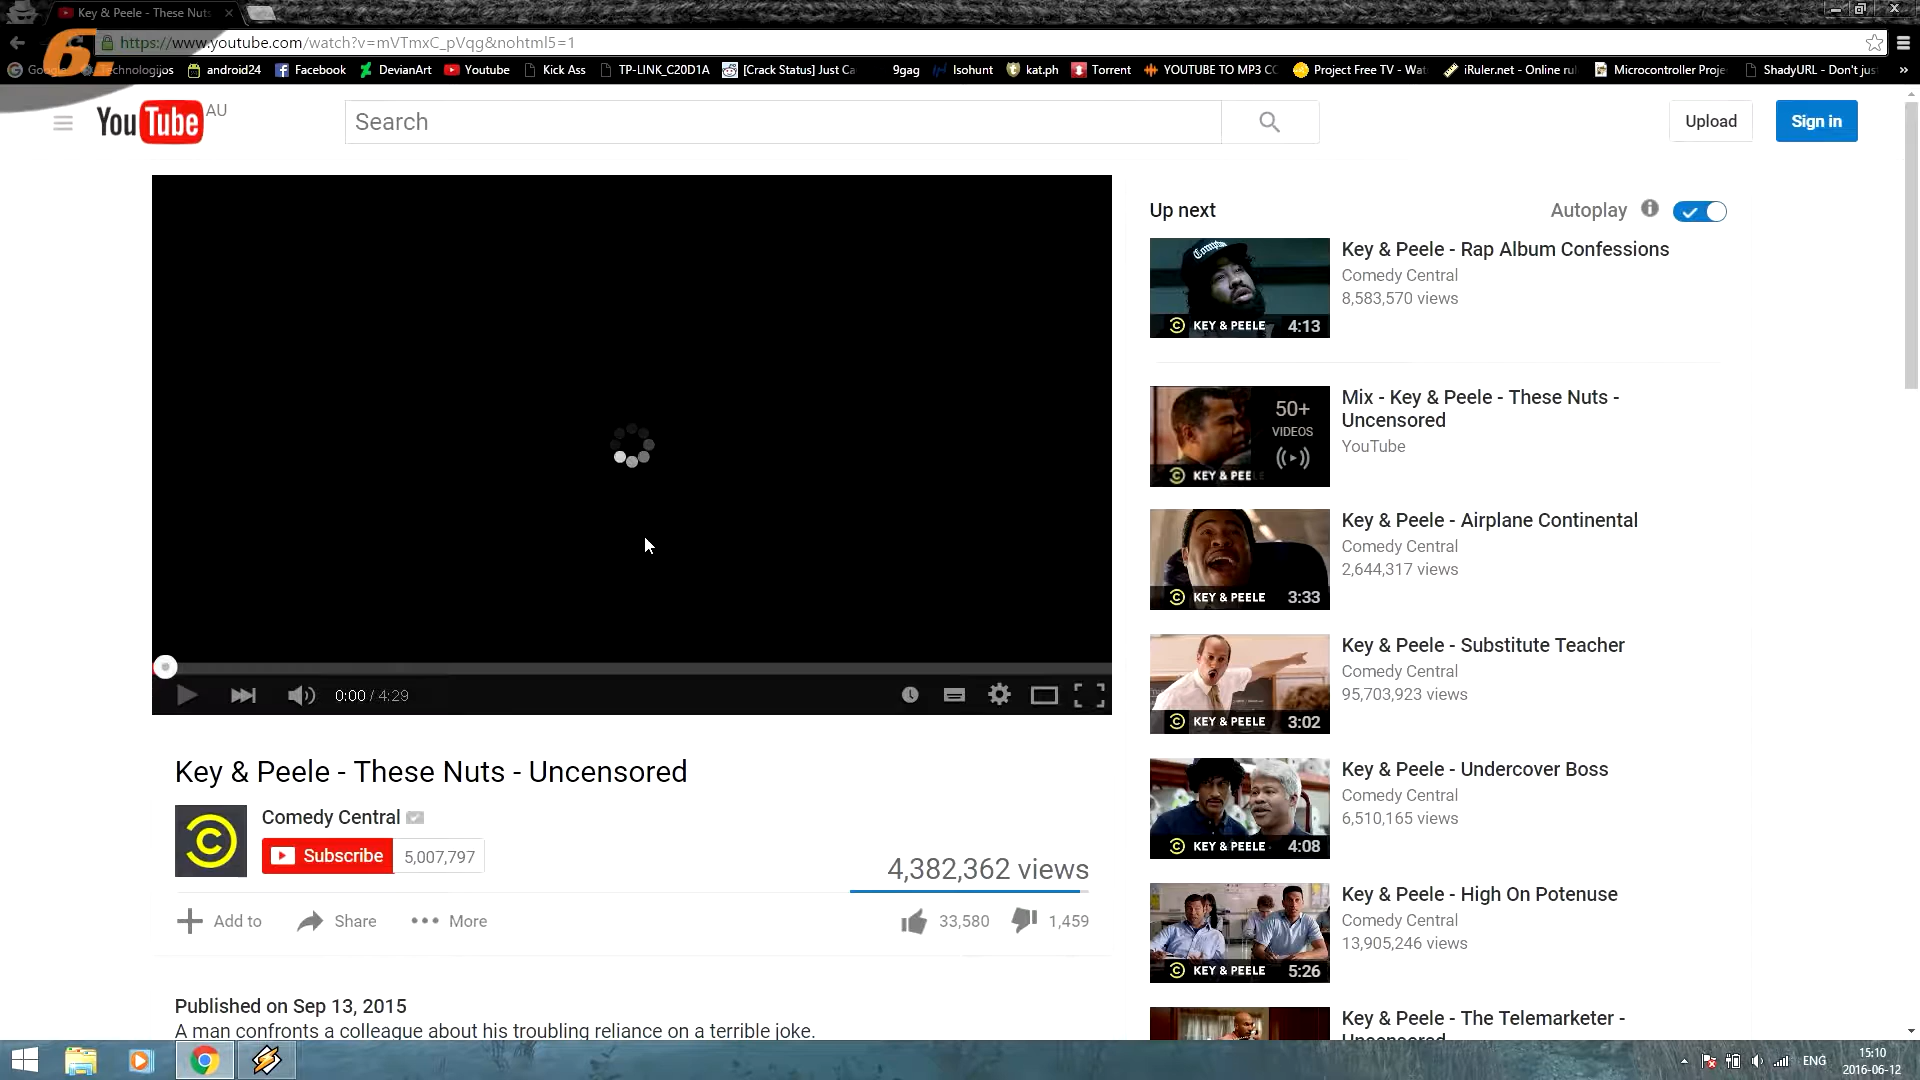 Key & Peele - These Nuts
6.
https://www.youtube.com/watch?v=mVTmxC_pVqg&nohtml5=1
Google Technologijos android24 Facebook DevianArt Youtube Kick Ass TP-LINK_C20D1A [Crack Status] Just Ca 9gag Isohunt kat.ph Torrent YOUTUBE TO MP3 CO Project Free TV - Wat iRuler.net - Online rul Microcontroller Proje ShadyURL - Don't jus »
YouTube AU
Search
Upload
Sign in
Up next
Autoplay
Key & Peele - Rap Album Confessions
Comedy Central
8,583,570 views
Compton
KEY & PEELE 4:13
Mix - Key & Peele - These Nuts -
Uncensored
YouTube
50+
VIDEOS
KEY & PEELE
Key & Peele - Airplane Continental
Comedy Central
2,644,317 views
KEY & PEELE 3:33
Key & Peele - Substitute Teacher
Comedy Central
95,703,923 views
KEY & PEELE 3:02
Key & Peele - Undercover Boss
Comedy Central
6,510,165 views
KEY & PEELE 4:08
Key & Peele - High On Potenuse
Comedy Central
13,905,246 views
KEY & PEELE 5:26
Key & Peele - The Telemarketer -
Uncensored
0:00 / 4:29
Key & Peele - These Nuts - Uncensored
Comedy Central
Subscribe 5,007,797
4,382,362 views
Add to Share More
33,580 1,459
Published on Sep 13, 2015
A man confronts a colleague about his troubling reliance on a terrible joke.
ENG
15:10
2016-06-12